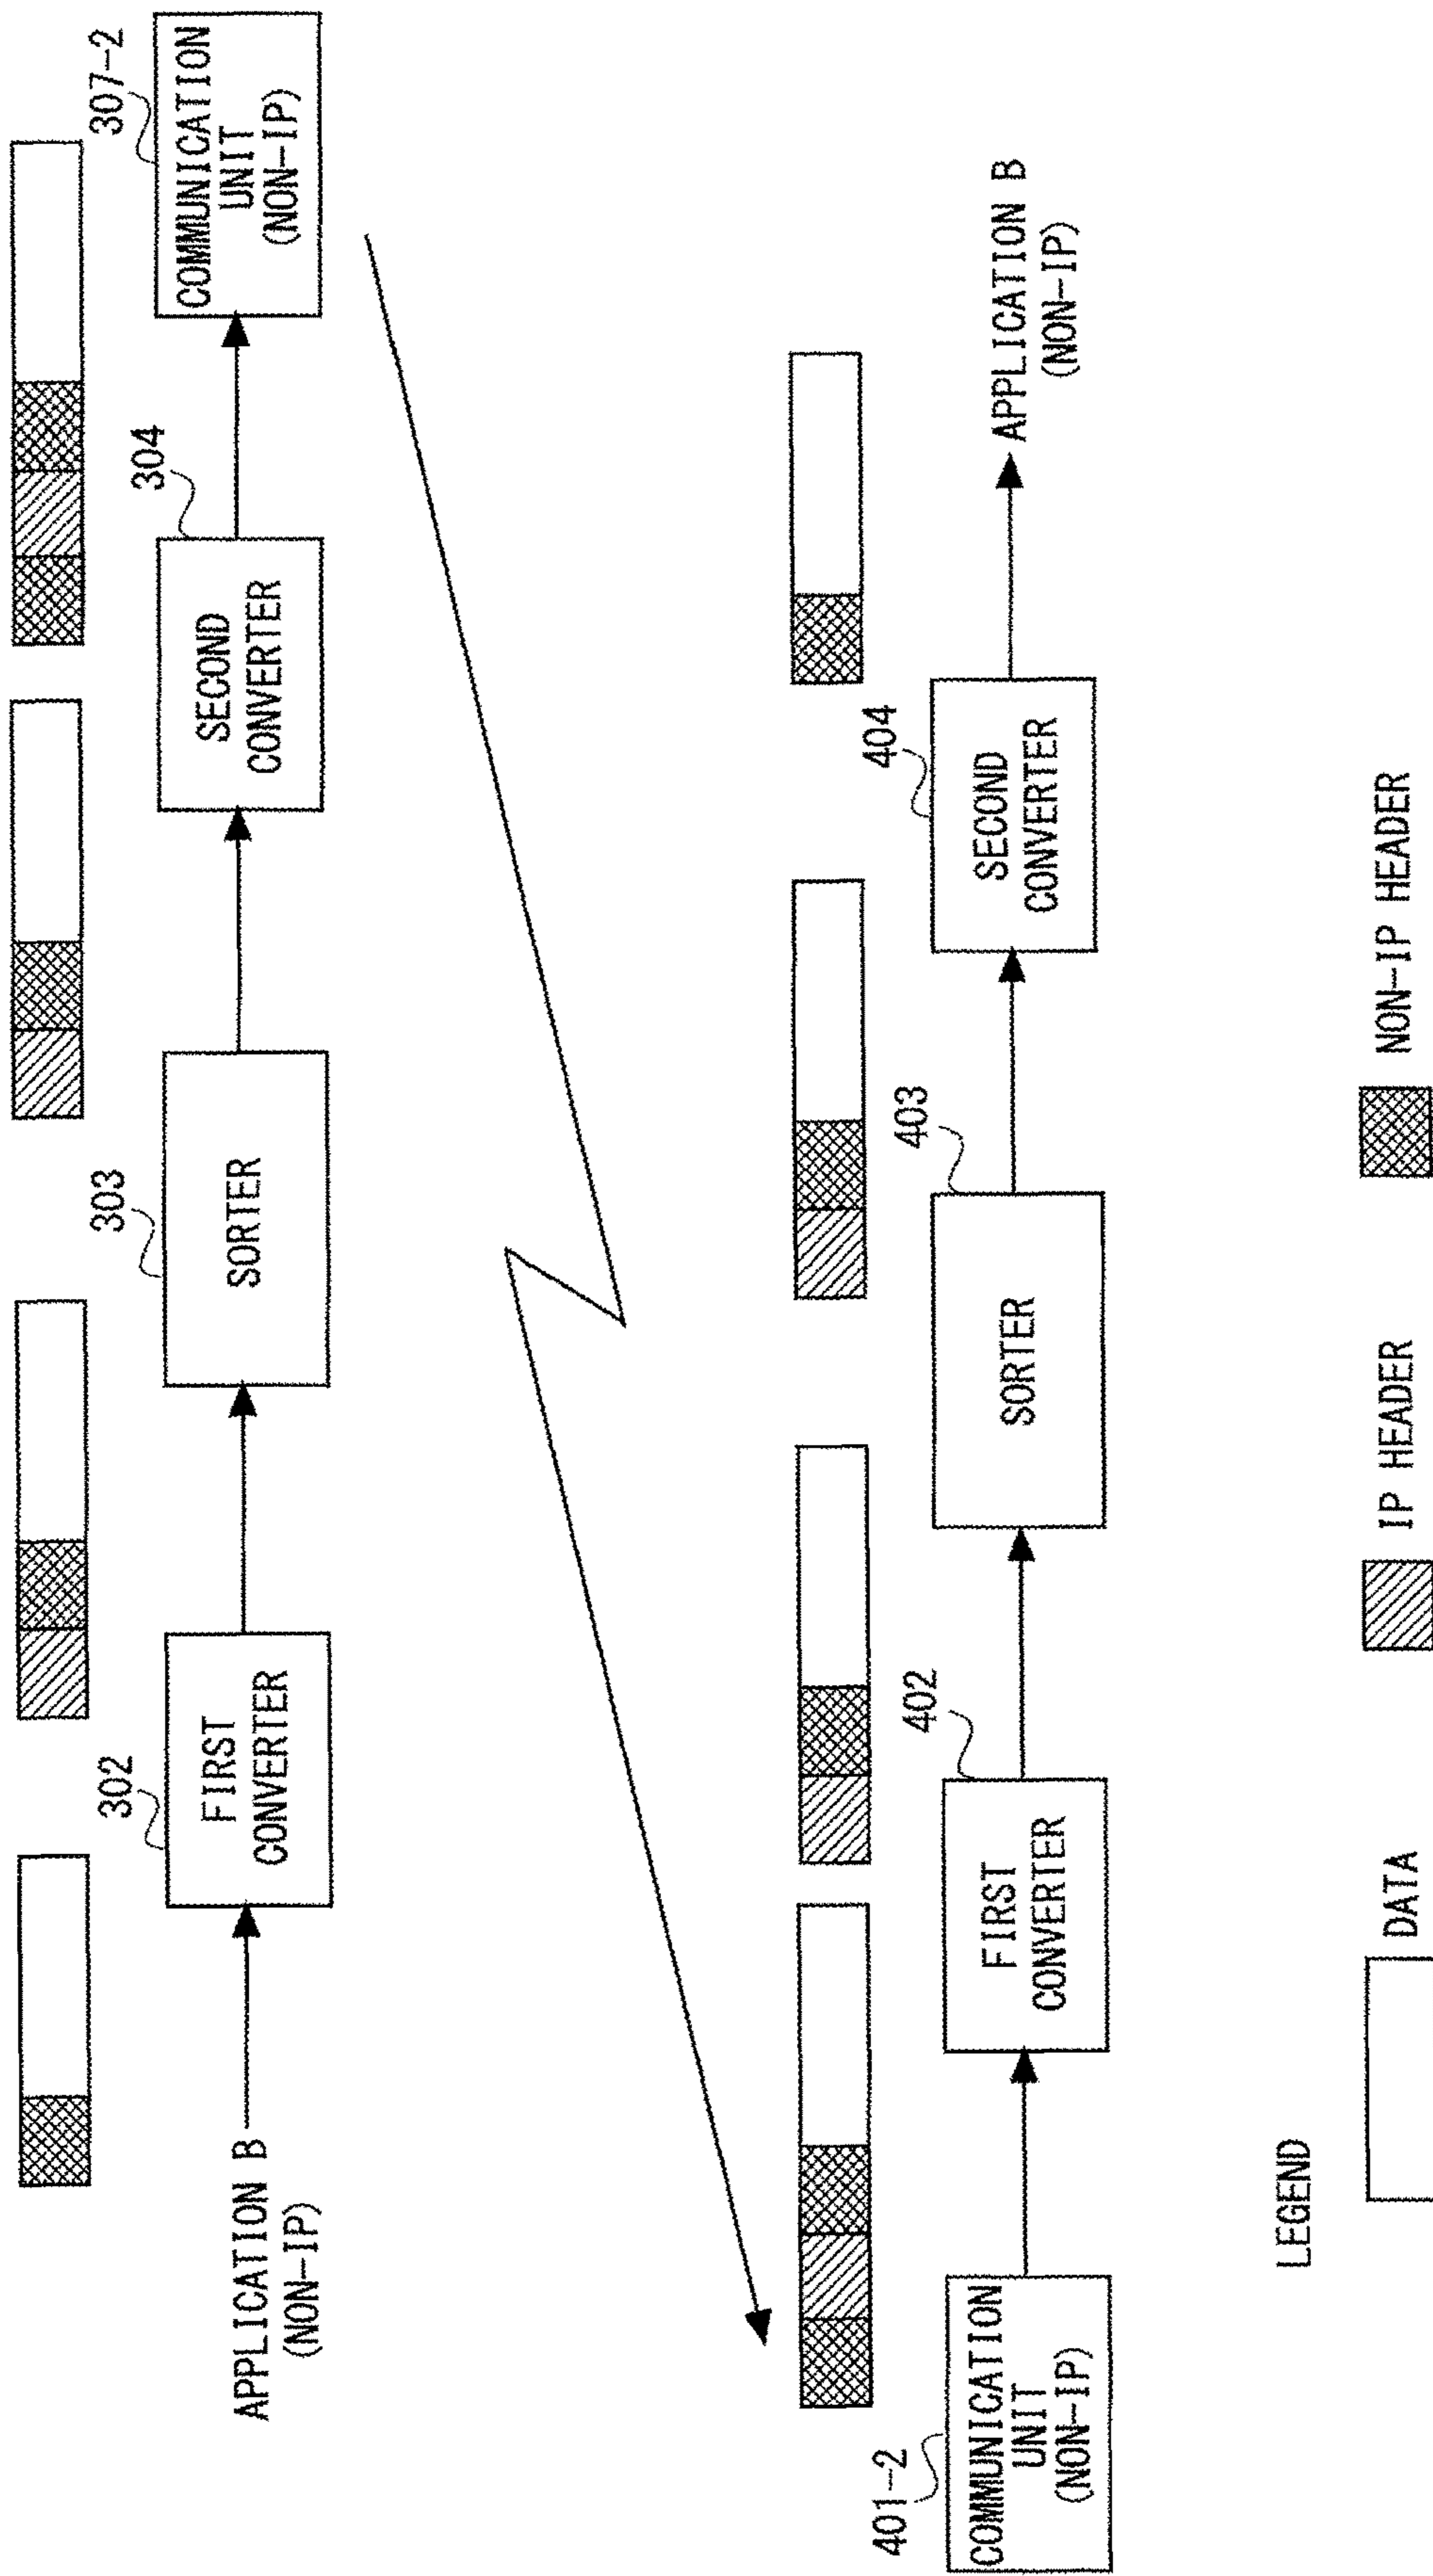 APPLICATION B
(NON-IP)
302
FIRST
CONVERTER
303
SORTER
304
SECOND
CONVERTER
307-2
COMMUNICATION
UNIT
(NON-IP)
401-2
COMMUNICATION
UNIT
(NON-IP)
402
FIRST
CONVERTER
403
SORTER
404
SECOND
CONVERTER
APPLICATION B
(NON-IP)
LEGEND
DATA
IP HEADER
NON-IP HEADER